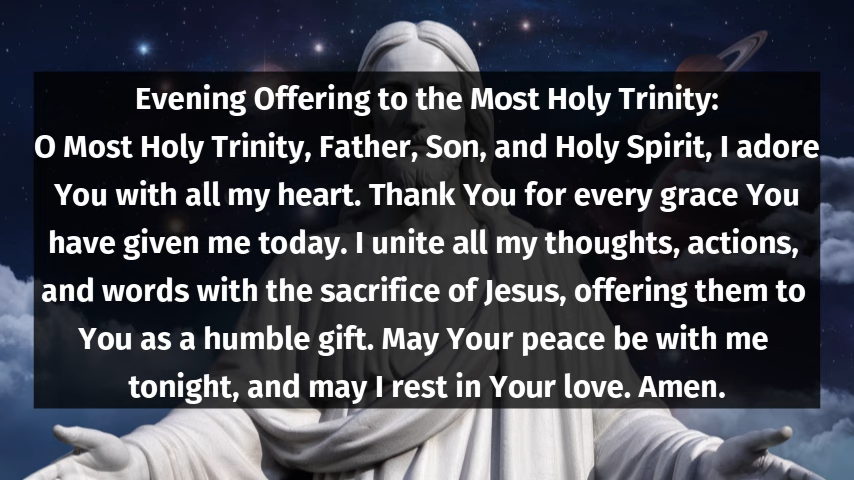 Evening Offering to the Most Holy Trinity:
O Most Holy Trinity, Father, Son, and Holy Spirit, I adore
You with all my heart. Thank You for every grace You
have given me today. I unite all my thoughts, actions,
and words with the sacrifice of Jesus, offering them to
You as a humble gift. May Your peace be with me
tonight, and may I rest in Your love. Amen.